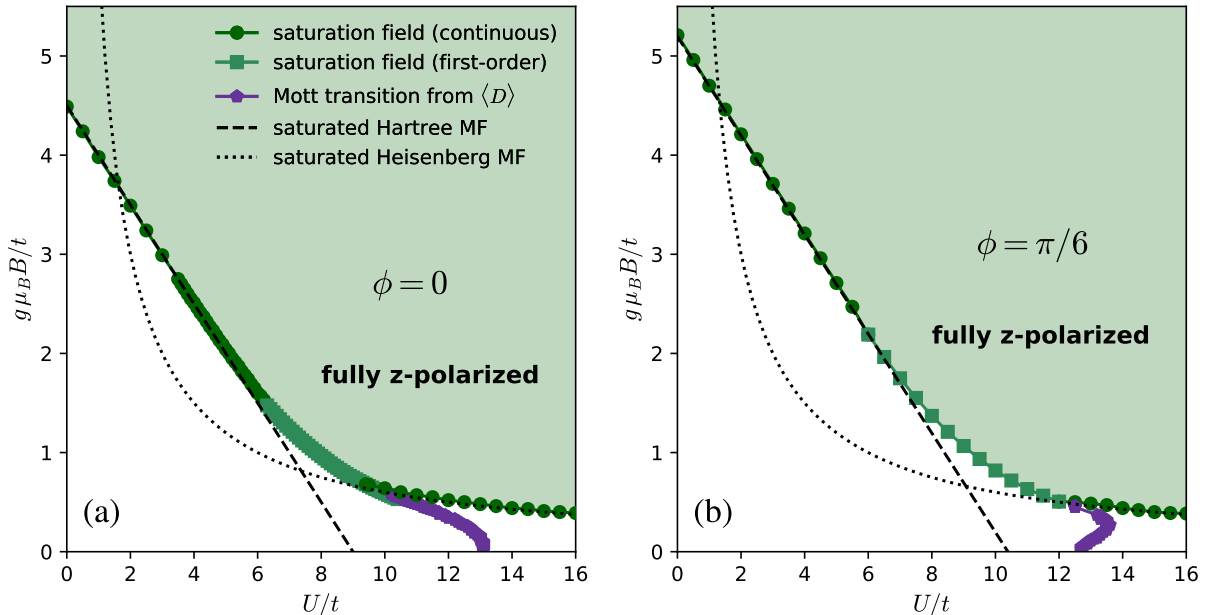 saturation field (continuous)
saturation field (first-order)
Mott transition from ⟨D⟩
saturated Hartree MF
saturated Heisenberg MF
ϕ = 0
fully z-polarized
(a)
gμ_BB/t
0
1
2
3
4
5
0 2 4 6 8 10 12 14 16
U/t
ϕ = π/6
fully z-polarized
(b)
gμ_BB/t
0
1
2
3
4
5
0 2 4 6 8 10 12 14 16
U/t